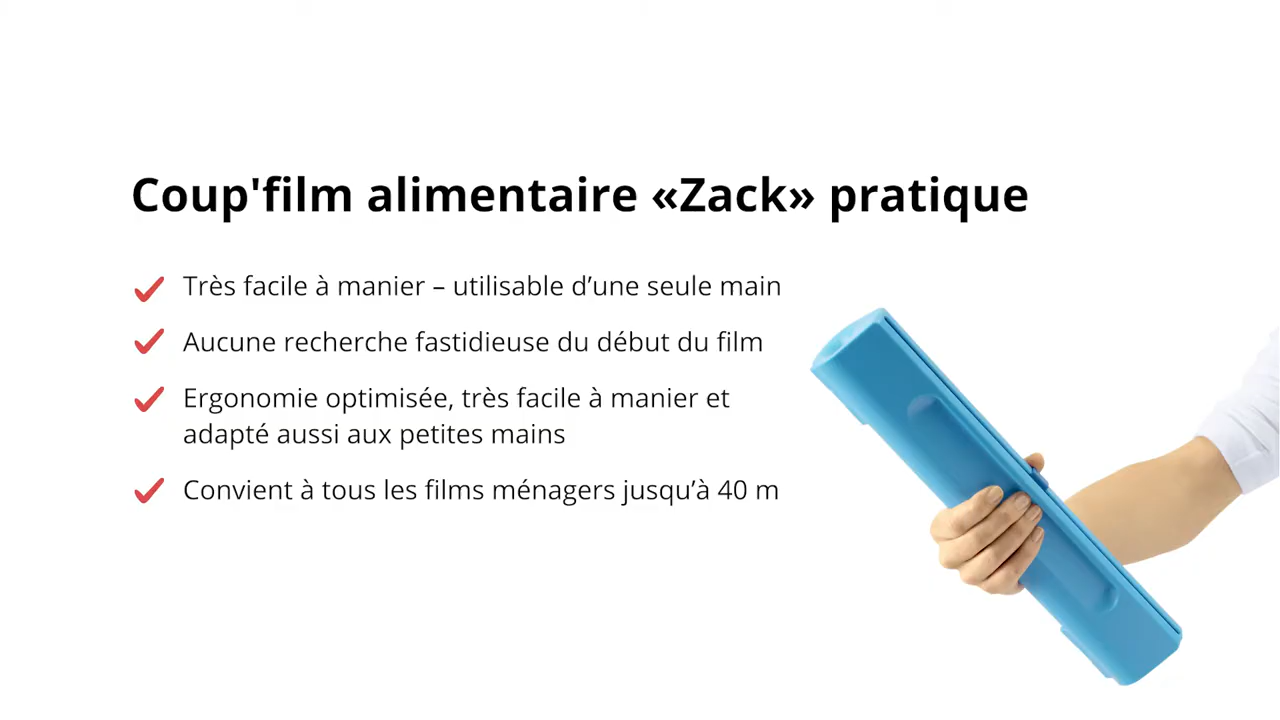 Coup'film alimentaire «Zack» pratique
Très facile à manier – utilisable d’une seule main
Aucune recherche fastidieuse du début du film
Ergonomie optimisée, très facile à manier et
adapté aussi aux petites mains
Convient à tous les films ménagers jusqu’à 40 m